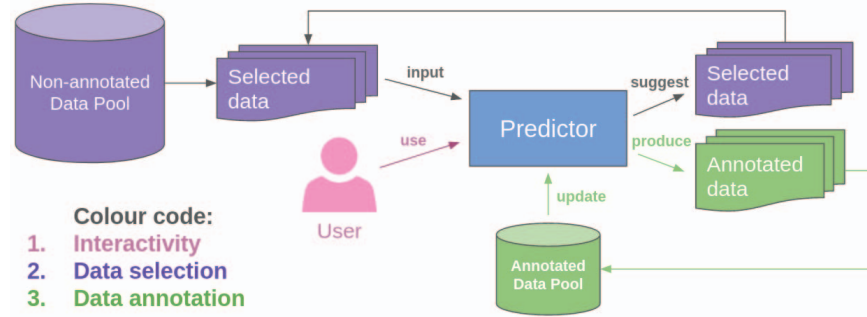 Non-annotated
Data Pool
Selected
data
input
Predictor
suggest
Selected
data
use
produce
Annotated
data
User
update
Annotated
Data Pool
Colour code:
1. Interactivity
2. Data selection
3. Data annotation